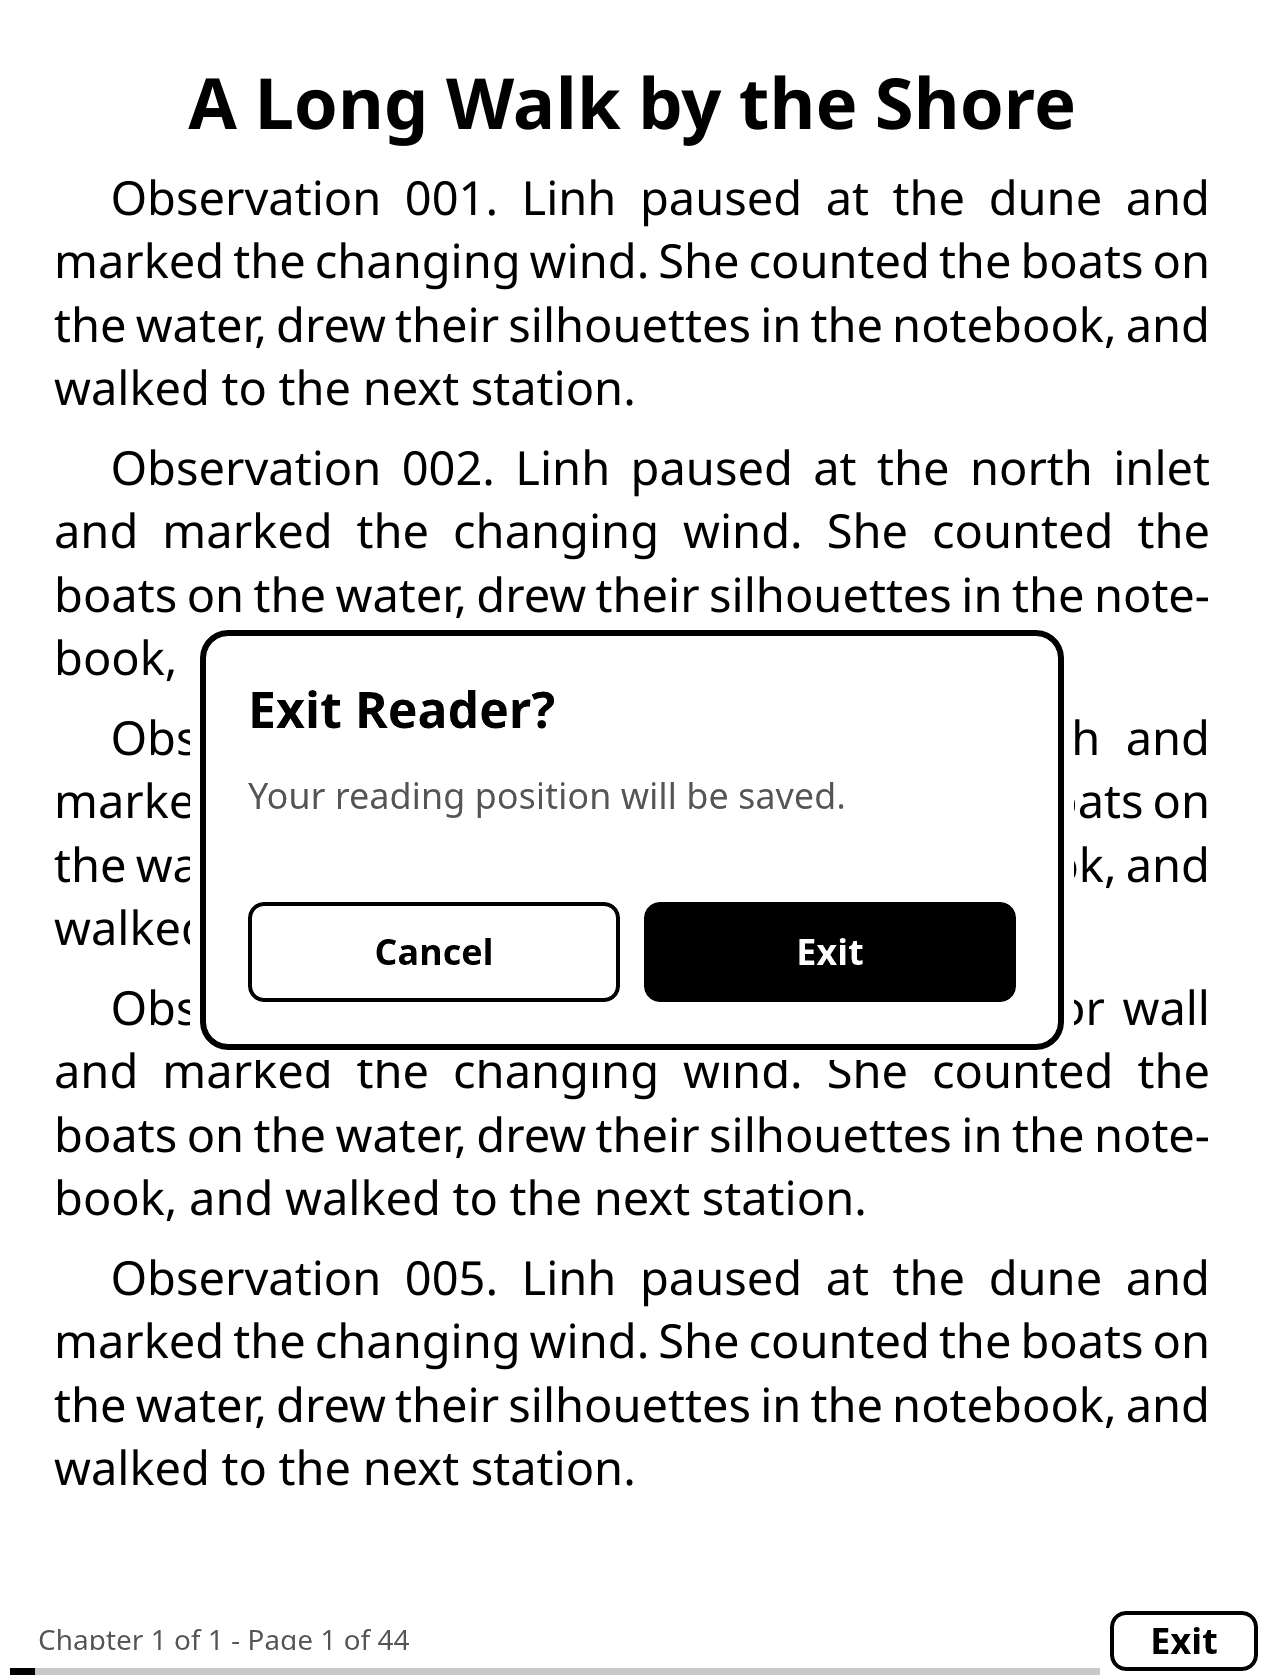 A Long Walk by the Shore
Observation 001. Linh paused at the dune and
marked the changing wind. She counted the boats on
the water, drew their silhouettes in the notebook, and
walked to the next station.
Observation 002. Linh paused at the north inlet
and marked the changing wind. She counted the
boats on the water, drew their silhouettes in the note-
book,
Exit Reader?
Your reading position will be saved.
Cancel
Exit
and
on
the
and
wall
and marked the changing wind. She counted the
boats on the water, drew their silhouettes in the note-
book, and walked to the next station.
Observation 005. Linh paused at the dune and
marked the changing wind. She counted the boats on
the water, drew their silhouettes in the notebook, and
walked to the next station.
Chapter 1 of 1 - Page 1 of 44
Exit